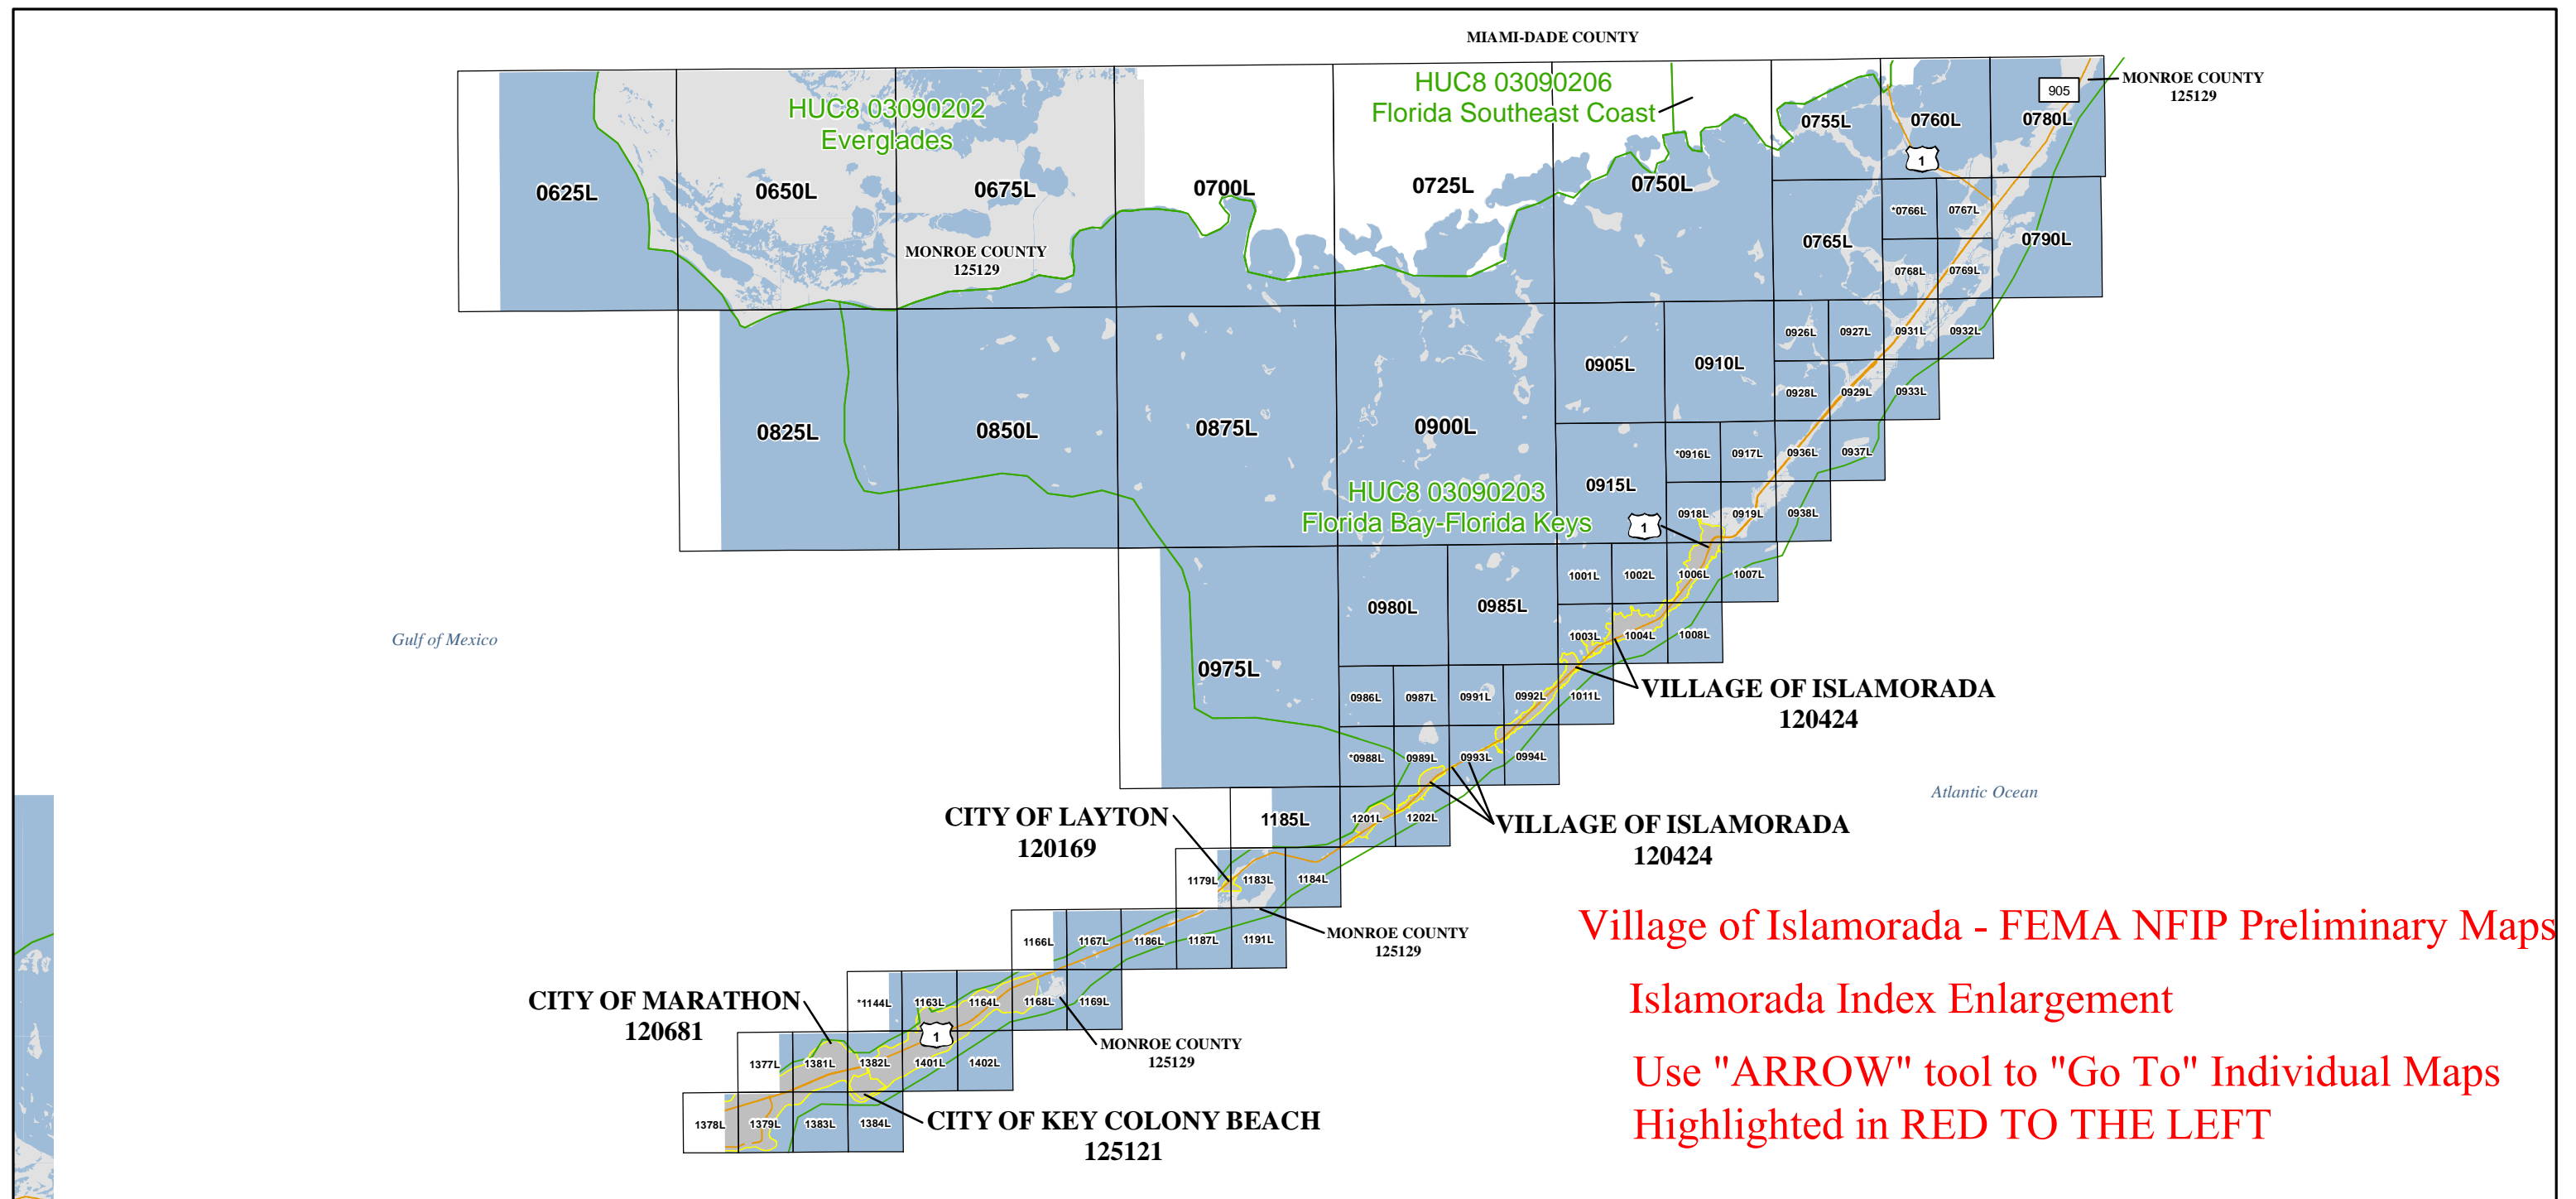 MIAMI-DADE COUNTY
HUC8 03090202
Everglades
HUC8 03090206
Florida Southeast Coast
MONROE COUNTY
125129
905
0755L
0760L
0780L
1
0625L
0650L
0675L
0700L
0725L
0750L
*0766L
0767L
0765L
0790L
MONROE COUNTY
125129
0768L
0769L
0926L
0927L
0931L
0932L
0905L
0910L
0928L
0929L
0933L
0825L
0850L
0875L
0900L
*0916L
0917L
0936L
0937L
0915L
HUC8 03090203
Florida Bay-Florida Keys
1
0918L
0919L
0938L
1001L
1002L
1006L
1007L
0980L
0985L
1003L
1004L
1008L
Gulf of Mexico
0975L
0986L
0987L
0991L
0992L
1011L
VILLAGE OF ISLAMORADA
120424
*0988L
0989L
0993L
0994L
Atlantic Ocean
CITY OF LAYTON
120169
1185L
1201L
1202L
VILLAGE OF ISLAMORADA
120424
1179L
1183L
1184L
1166L
1167L
1186L
1187L
1191L
MONROE COUNTY
125129
Village of Islamorada - FEMA NFIP Preliminary Maps
CITY OF MARATHON
120681
*1144L
1163L
1164L
1168L
1169L
Islamorada Index Enlargement
1
MONROE COUNTY
125129
1377L
1381L
1382L
1401L
1402L
Use "ARROW" tool to "Go To" Individual Maps
Highlighted in RED TO THE LEFT
1378L
1379L
1383L
1384L
CITY OF KEY COLONY BEACH
125121